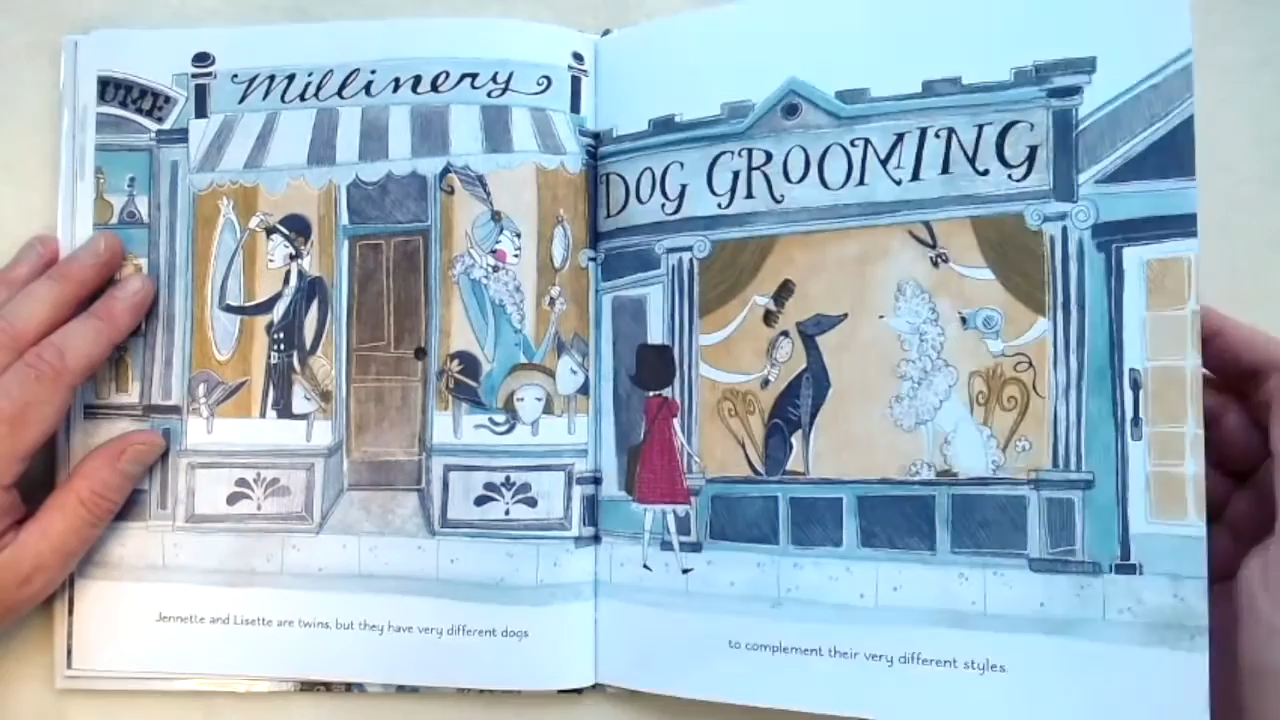 UME
Millinery
DOG GROOMING
Jennette and Lisette are twins, but they have very different dogs
to complement their very different styles.